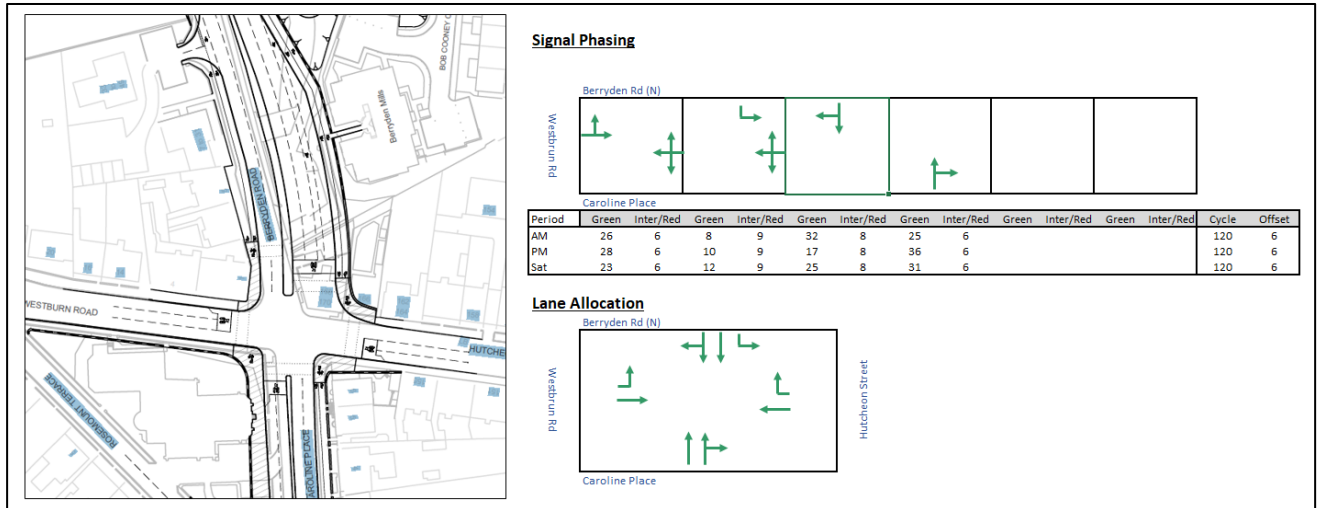 BOB COONEY C
Berryden Mills
BERRYDEN ROAD
WESTBURN ROAD
HUTCHE
ROSEMOUNT TERRACE
AROLINE PLACE
Signal Phasing
Berryden Rd (N)
Westbrun Rd
Caroline Place
Period Green Inter/Red Green Inter/Red Green Inter/Red Green Inter/Red Green Inter/Red Green Inter/Red Cycle Offset
AM 26 6 8 9 32 8 25 6 120 6
PM 28 6 10 9 17 8 36 6 120 6
Sat 23 6 12 9 25 8 31 6 120 6
Lane Allocation
Berryden Rd (N)
Westbrun Rd
Hutcheon Street
Caroline Place